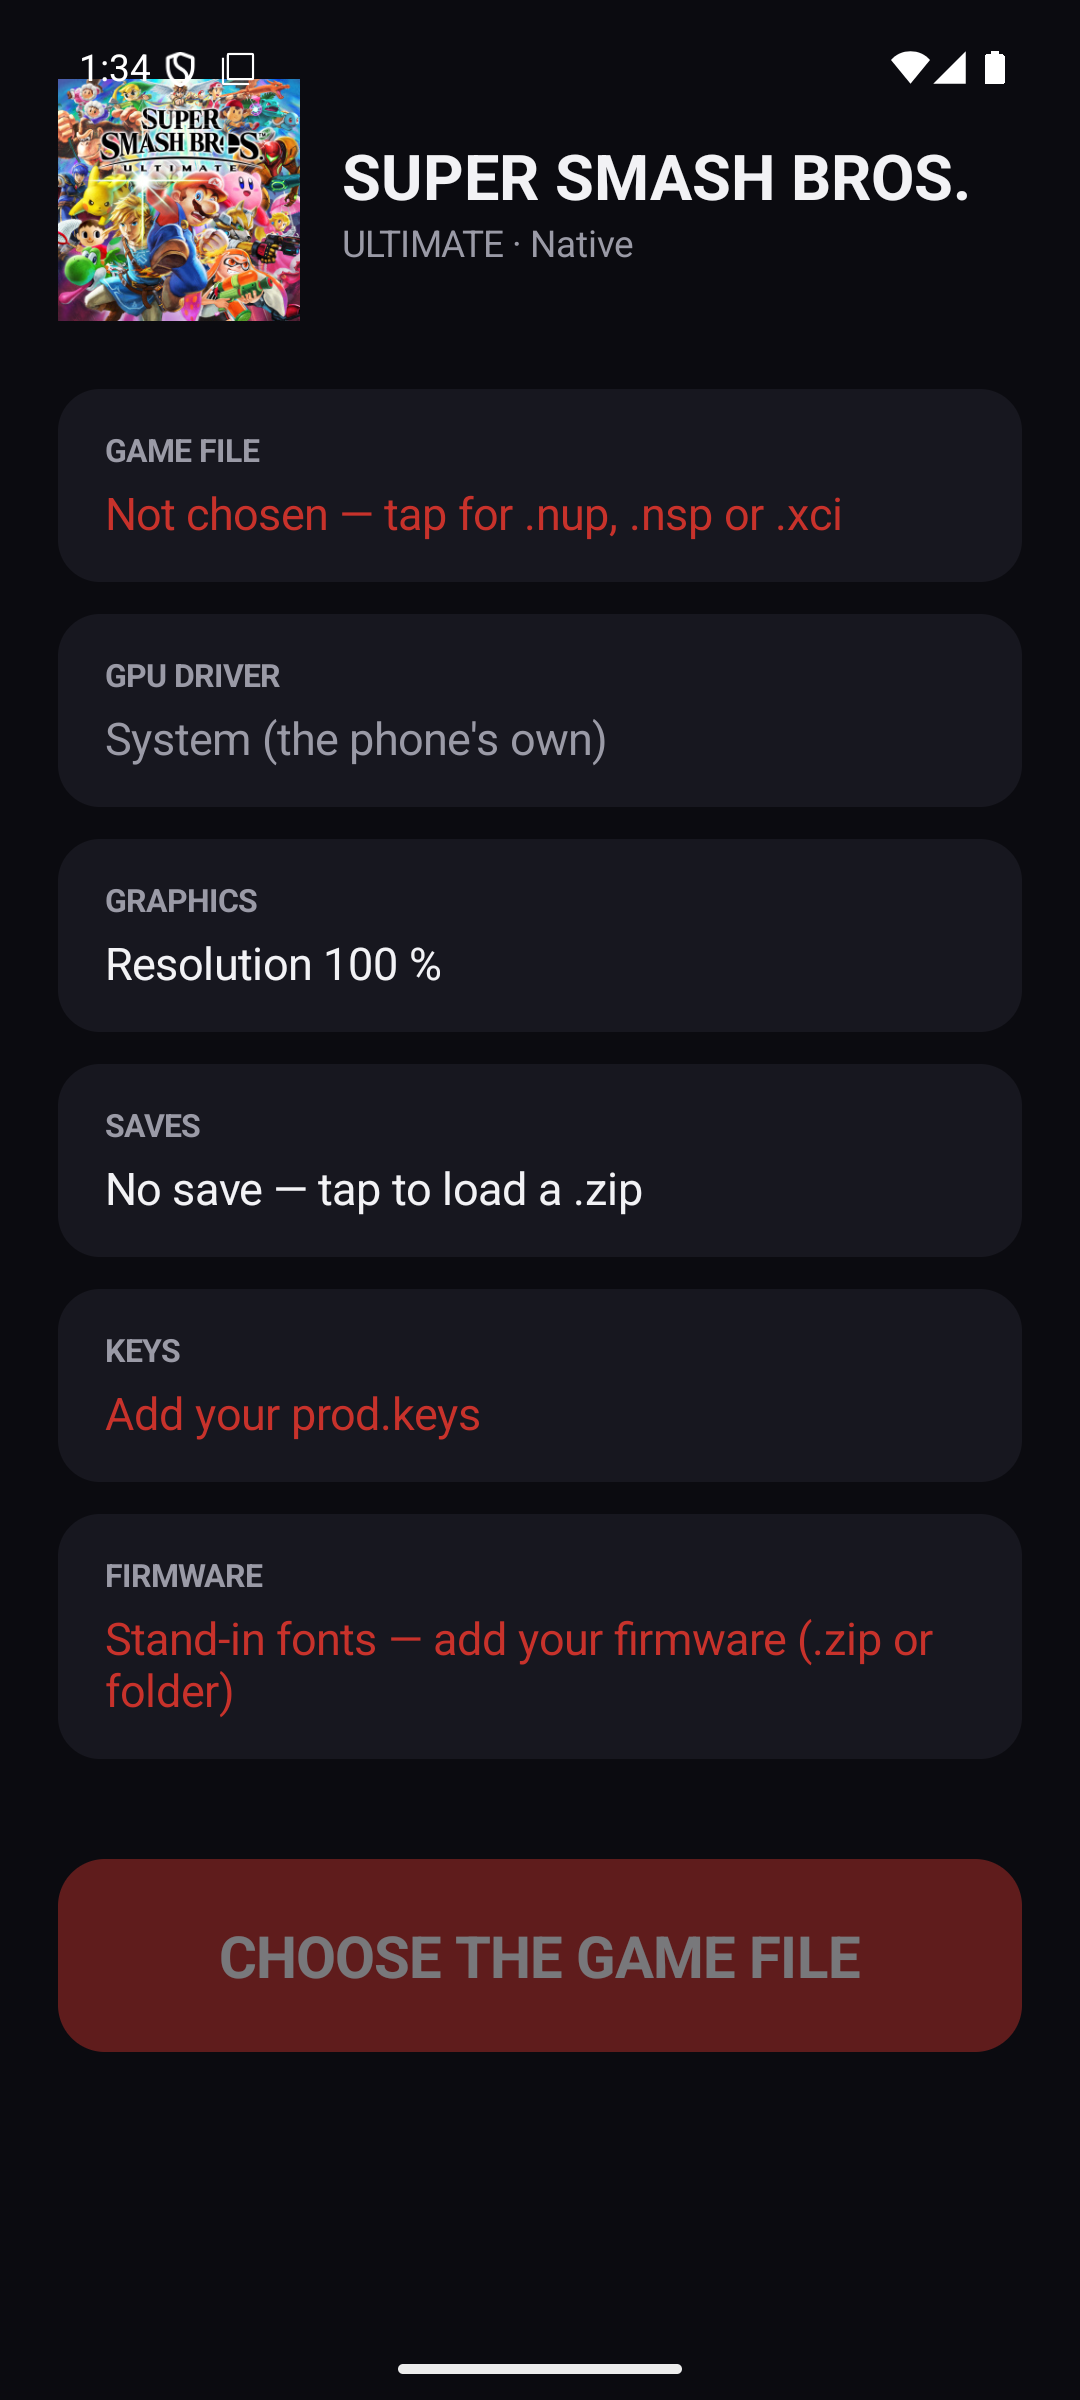 1:34
SUPER
SMASH BROS.
ULTIMATE
SUPER SMASH BROS.
ULTIMATE · Native
GAME FILE
Not chosen — tap for .nup, .nsp or .xci
GPU DRIVER
System (the phone's own)
GRAPHICS
Resolution 100 %
SAVES
No save — tap to load a .zip
KEYS
Add your prod.keys
FIRMWARE
Stand-in fonts — add your firmware (.zip or
folder)
CHOOSE THE GAME FILE